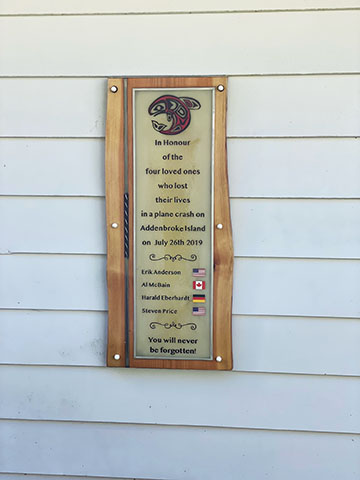 In Honour
of the
four loved ones
who lost
their lives
in a plane crash on
Addenbroke Island
on July 26th 2019
Erik Anderson
Al McBain
Harald Eberhardt
Steven Price
You will never
be forgotten!